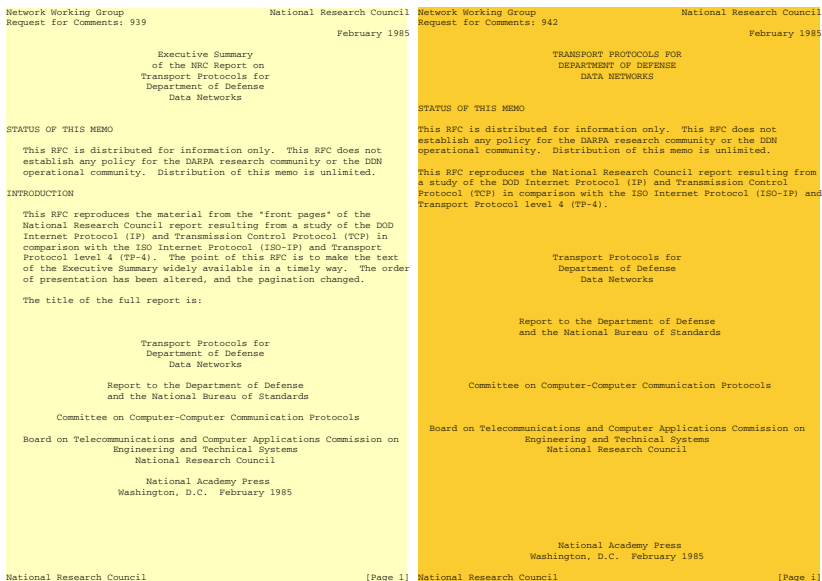 Network Working Group National Research Council
Request for Comments: 939
February 1985
Executive Summary
of the NRC Report on
Transport Protocols for
Department of Defense
Data Networks
STATUS OF THIS MEMO
This RFC is distributed for information only. This RFC does not
establish any policy for the DARPA research community or the DDN
operational community. Distribution of this memo is unlimited.
INTRODUCTION
This RFC reproduces the material from the "front pages" of the
National Research Council report resulting from a study of the DOD
Internet Protocol (IP) and Transmission Control Protocol (TCP) in
comparison with the ISO Internet Protocol (ISO-IP) and Transport
Protocol level 4 (TP-4). The point of this RFC is to make the text
of the Executive Summary widely available in a timely way. The order
of presentation has been altered, and the pagination changed.
The title of the full report is:
Transport Protocols for
Department of Defense
Data Networks
Report to the Department of Defense
and the National Bureau of Standards
Committee on Computer-Computer Communication Protocols
Board on Telecommunications and Computer Applications Commission on
Engineering and Technical Systems
National Research Council
National Academy Press
Washington, D.C. February 1985
National Research Council [Page 1]
Network Working Group National Research Council
Request for Comments: 942
February 1985
TRANSPORT PROTOCOLS FOR
DEPARTMENT OF DEFENSE
DATA NETWORKS
STATUS OF THIS MEMO
This RFC is distributed for information only. This RFC does not
establish any policy for the DARPA research community or the DDN
operational community. Distribution of this memo is unlimited.
This RFC reproduces the National Research Council report resulting from
a study of the DOD Internet Protocol (IP) and Transmission Control
Protocol (TCP) in comparison with the ISO Internet Protocol (ISO-IP) and
Transport Protocol level 4 (TP-4).
Transport Protocols for
Department of Defense
Data Networks
Report to the Department of Defense
and the National Bureau of Standards
Committee on Computer-Computer Communication Protocols
Board on Telecommunications and Computer Applications Commission on
Engineering and Technical Systems
National Research Council
National Academy Press
Washington, D.C. February 1985
National Research Council [Page i]